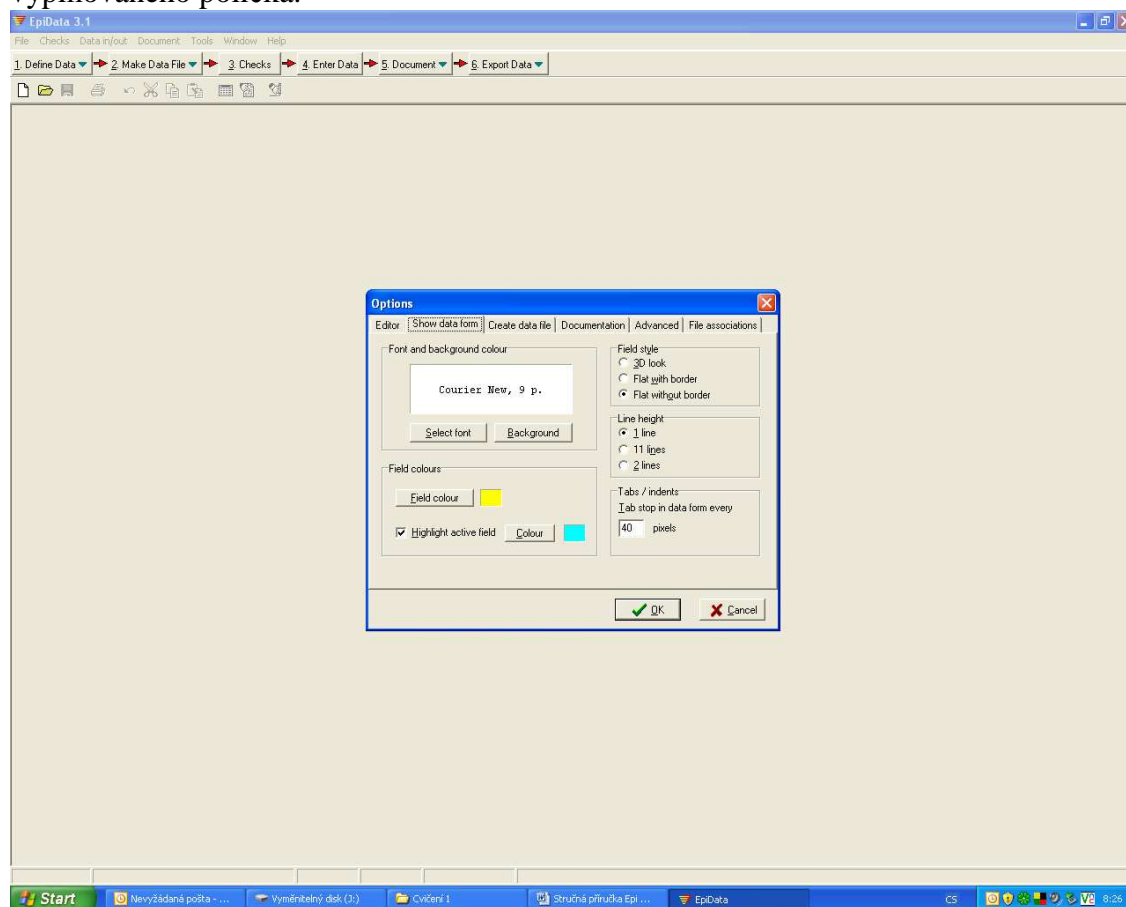 vyplňovaného políčka.
EpiData 3.1
File Checks Data in/out Document Tools Window Help
1. Define Data 2. Make Data File 3. Checks 4. Enter Data 5. Document 6. Export Data
Options
Editor Show data form Create data file Documentation Advanced File associations
Font and background colour
Courier New, 9 p.
Select font Background
Field colours
Field colour
Highlight active field Colour
Field style
3D look
Flat with border
Flat without border
Line height
1 line
11 lines
2 lines
Tabs / indents
Tab stop in data form every
40 pixels
OK Cancel
Start Nevyžádaná pošta - ... Vyměnitelný disk (J:) Cvičení 1 Stručná příručka Epi ... EpiData CS 8:26